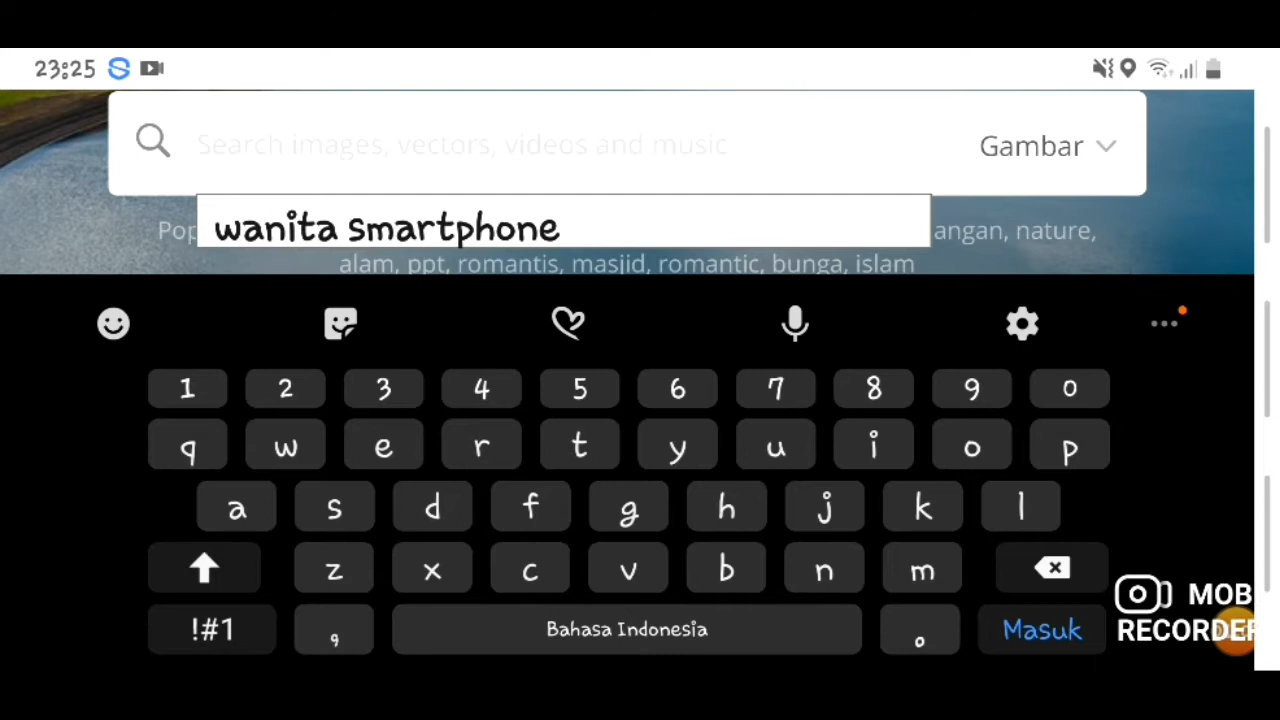 23:25
Search images, vectors, videos and music
Gambar
wanita smartphone
Pop angan, nature,
alam, ppt, romantis, masjid, romantic, bunga, islam
1 2 3 4 5 6 7 8 9 0
q w e r t y u i o p
a s d f g h j k l
z x c v b n m
!#1 , Bahasa Indonesia . Masuk
MOB
RECORDER